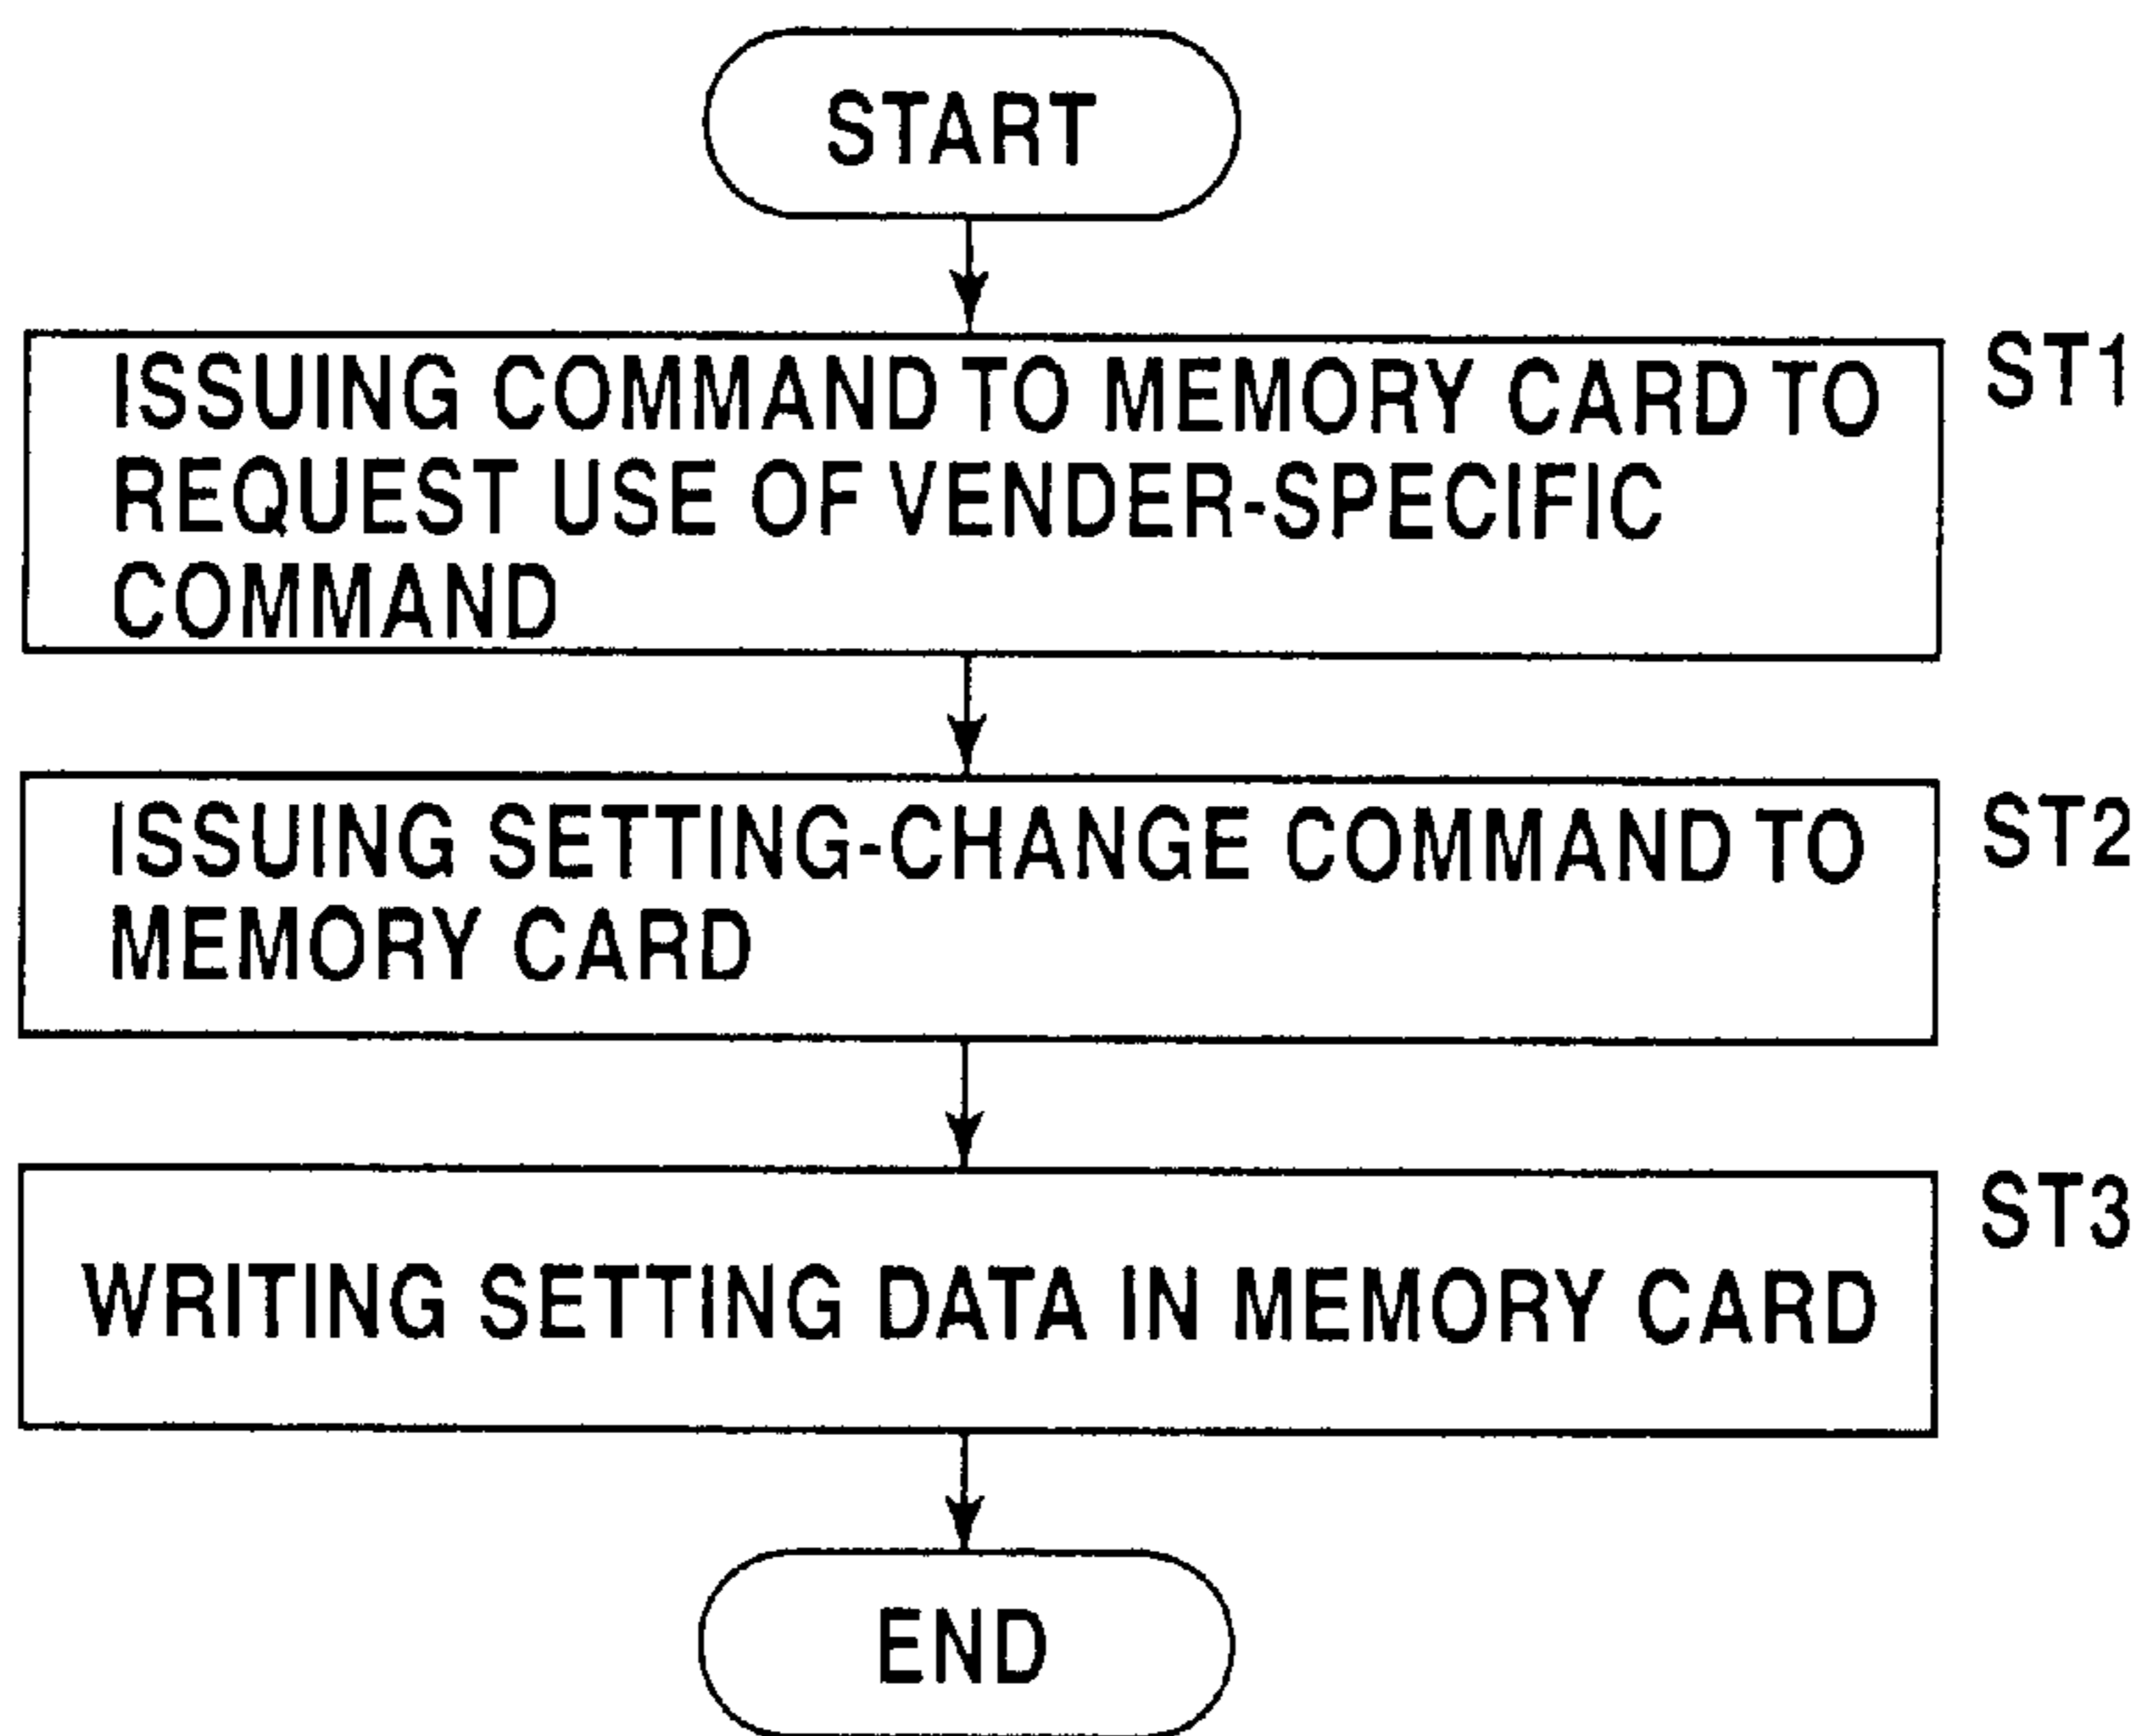 START
ISSUING COMMAND TO MEMORY CARD TO
ST1
REQUEST USE OF VENDER-SPECIFIC
COMMAND
ISSUING SETTING-CHANGE COMMAND TO
ST2
MEMORY CARD
ST3
WRITING SETTING DATA IN MEMORY CARD
END